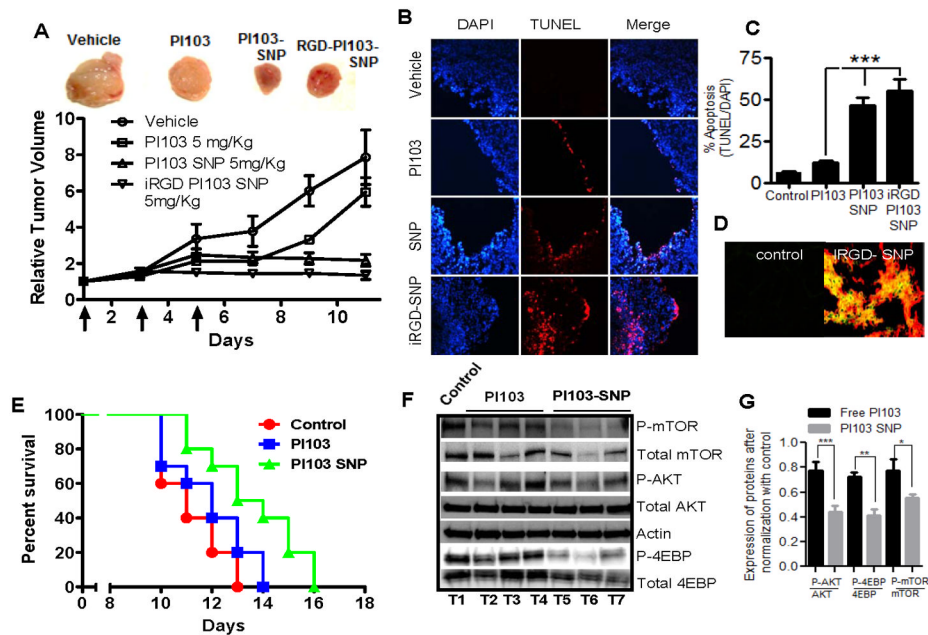 A
Vehicle
PI103
PI103-
SNP
RGD-PI103-
SNP
Relative Tumor Volume
10
8
6
4
2
0
Vehicle
PI103 5 mg/Kg
PI103 SNP 5mg/Kg
iRGD PI103 SNP
5mg/Kg
2 4 6 8 10
Days
B
DAPI TUNEL Merge
Vehicle
PI103
SNP
iRGD-SNP
C
% Apoptosis
(TUNEL/DAPI)
75
50
25
0
***
Control PI103 PI103 SNP iRGD PI103 SNP
D
control iRGD- SNP
E
Percent survival
100
80
60
40
20
0
Control
PI103
PI103 SNP
0 8 10 12 14 16 18
Days
F
Control PI103 PI103-SNP
P-mTOR
Total mTOR
P-AKT
Total AKT
Actin
P-4EBP
Total 4EBP
T1 T2 T3 T4 T5 T6 T7
G
Free PI103
PI103 SNP
Expression of proteins after
normalization with control
1.0
0.8
0.6
0.4
0.2
0.0
*** ** *
P-AKT P-4EBP P-mTOR
AKT 4EBP mTOR